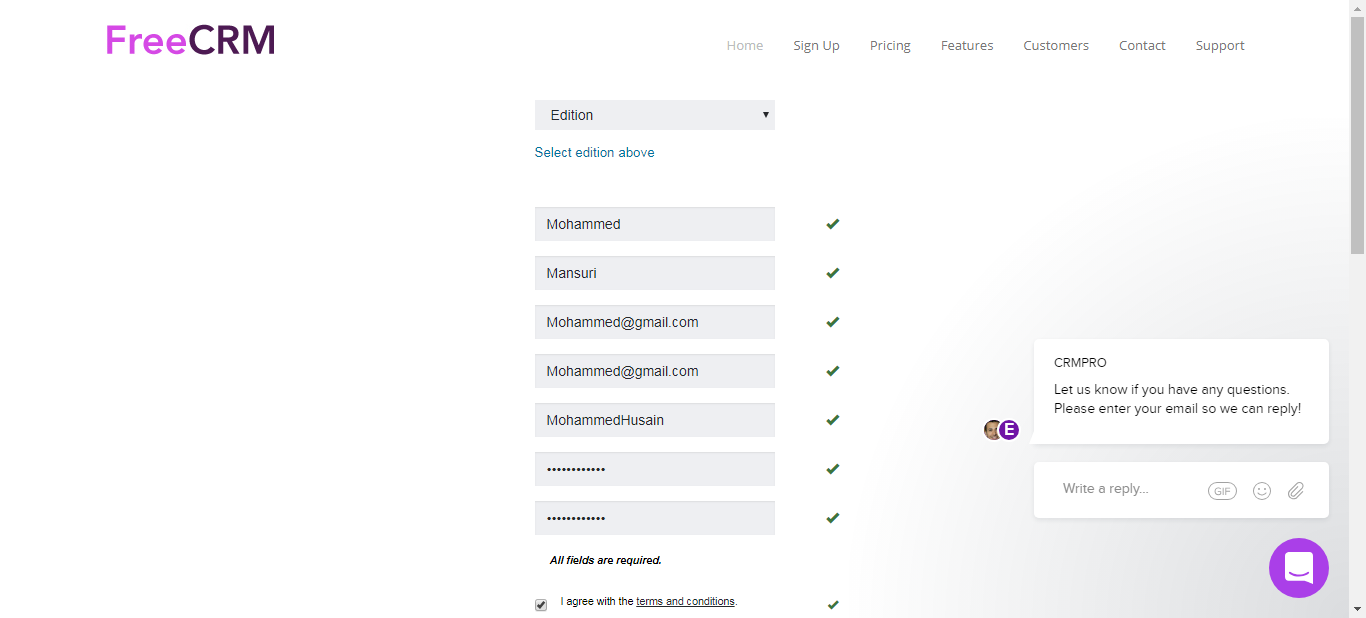 FreeCRM
Home Sign Up Pricing Features Customers Contact Support
Edition
Select edition above
Mohammed
Mansuri
Mohammed@gmail.com
Mohammed@gmail.com
MohammedHusain
••••••••••••
••••••••••••
All fields are required.
I agree with the terms and conditions.
CRMPRO
Let us know if you have any questions.
Please enter your email so we can reply!
E
Write a reply...
GIF